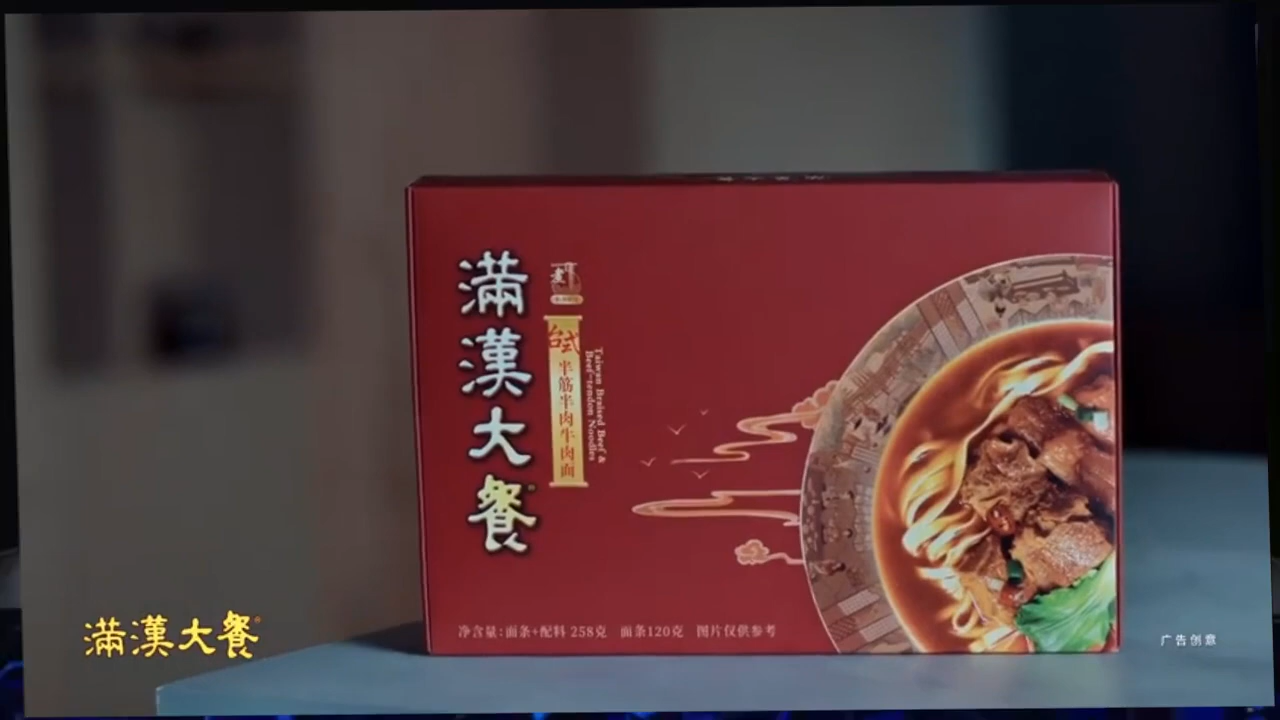 滿漢大餐
台式
半筋半肉牛肉面
Taiwan Braised Beef &
Beef-tendon Noodles
净含量:面条+配料 258克 面条120克 图片仅供参考
滿漢大餐
广告创意